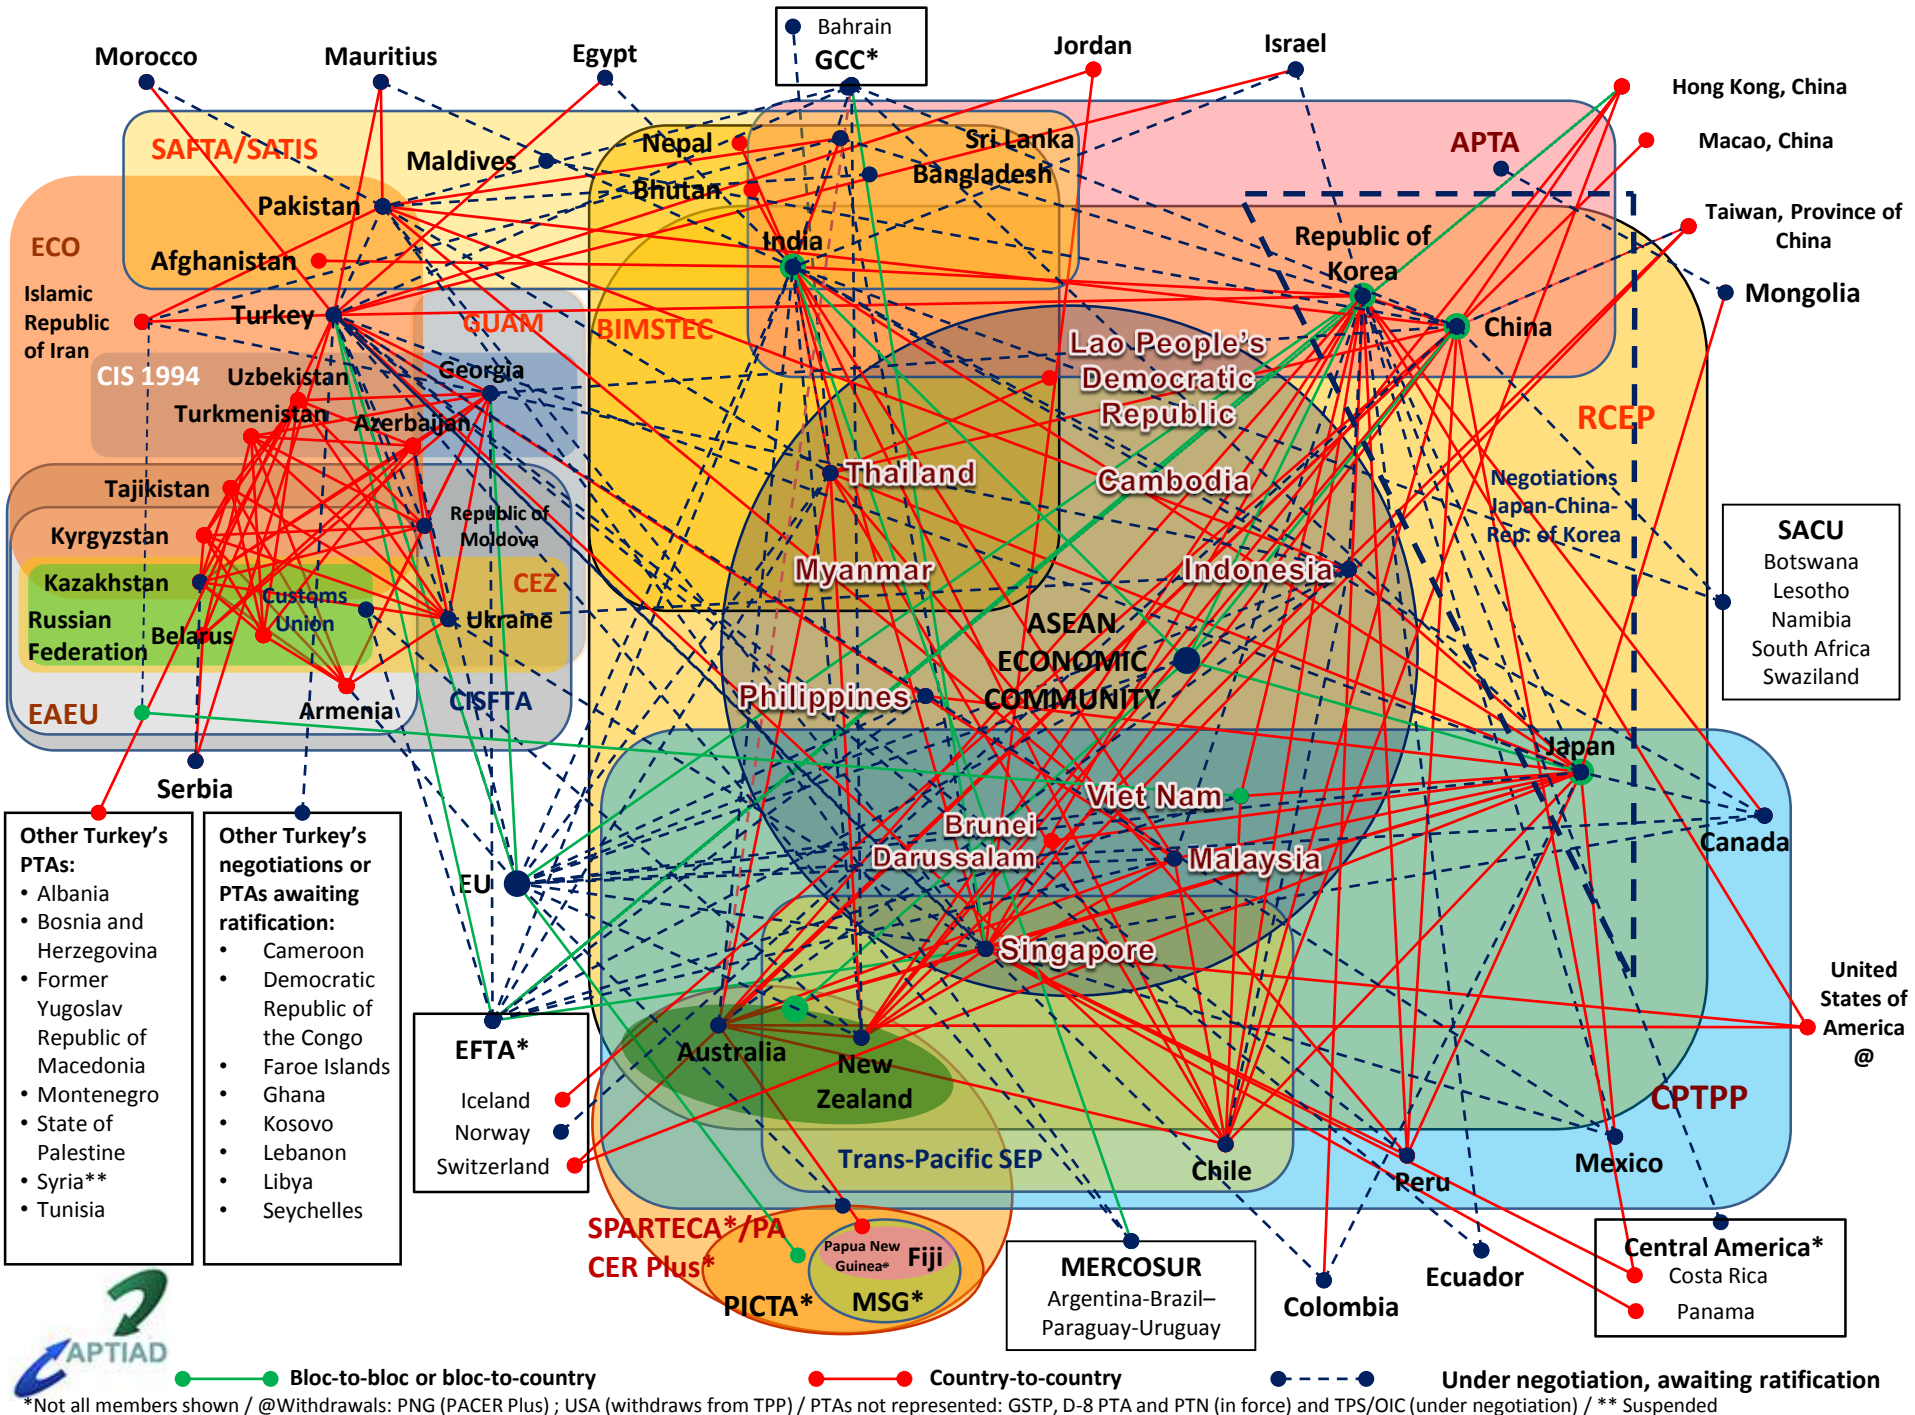 Bahrain
GCC*
Morocco
Mauritius
Egypt
Jordan
Israel
Hong Kong, China
Macao, China
Taiwan, Province of
China
SAFTA/SATIS
Maldives
Nepal
Sri Lanka
Bhutan
Bangladesh
APTA
Pakistan
ECO
Afghanistan
India
Republic of
Korea
Mongolia
Islamic
Republic
of Iran
Turkey
GUAM
BIMSTEC
China
Lao People's
Democratic
Republic
CIS 1994
Uzbekistan
Georgia
Turkmenistan
Azerbaijan
RCEP
Thailand
Cambodia
Negotiations
Japan-China-
Rep. of Korea
Tajikistan
Republic of
Moldova
Kyrgyzstan
Myanmar
Indonesia
SACU
Botswana
Lesotho
Namibia
South Africa
Swaziland
Kazakhstan
CEZ
Customs
Union
Russian
Federation
Belarus
Ukraine
ASEAN
ECONOMIC
COMMUNITY
Philippines
EAEU
Armenia
CISFTA
Serbia
Japan
Viet Nam
Brunei
Darussalam
Malaysia
Canada
EU
Singapore
United
States of
America
@
Other Turkey's
PTAs:
• Albania
• Bosnia and
Herzegovina
• Former
Yugoslav
Republic of
Macedonia
• Montenegro
• State of
Palestine
• Syria**
• Tunisia
Other Turkey's
negotiations or
PTAs awaiting
ratification:
• Cameroon
• Democratic
Republic of
the Congo
• Faroe Islands
• Ghana
• Kosovo
• Lebanon
• Libya
• Seychelles
EFTA*
Iceland
Norway
Switzerland
Australia
New
Zealand
CPTPP
Trans-Pacific SEP
Chile
Peru
Mexico
SPARTECA*/PA
CER Plus*
Papua New
Guinea@
Fiji
PICTA*
MSG*
MERCOSUR
Argentina-Brazil–
Paraguay-Uruguay
Colombia
Ecuador
Central America*
Costa Rica
Panama
APTIAD
Bloc-to-bloc or bloc-to-country
Country-to-country
Under negotiation, awaiting ratification
*Not all members shown / @Withdrawals: PNG (PACER Plus) ; USA (withdraws from TPP) / PTAs not represented: GSTP, D-8 PTA and PTN (in force) and TPS/OIC (under negotiation) / ** Suspended